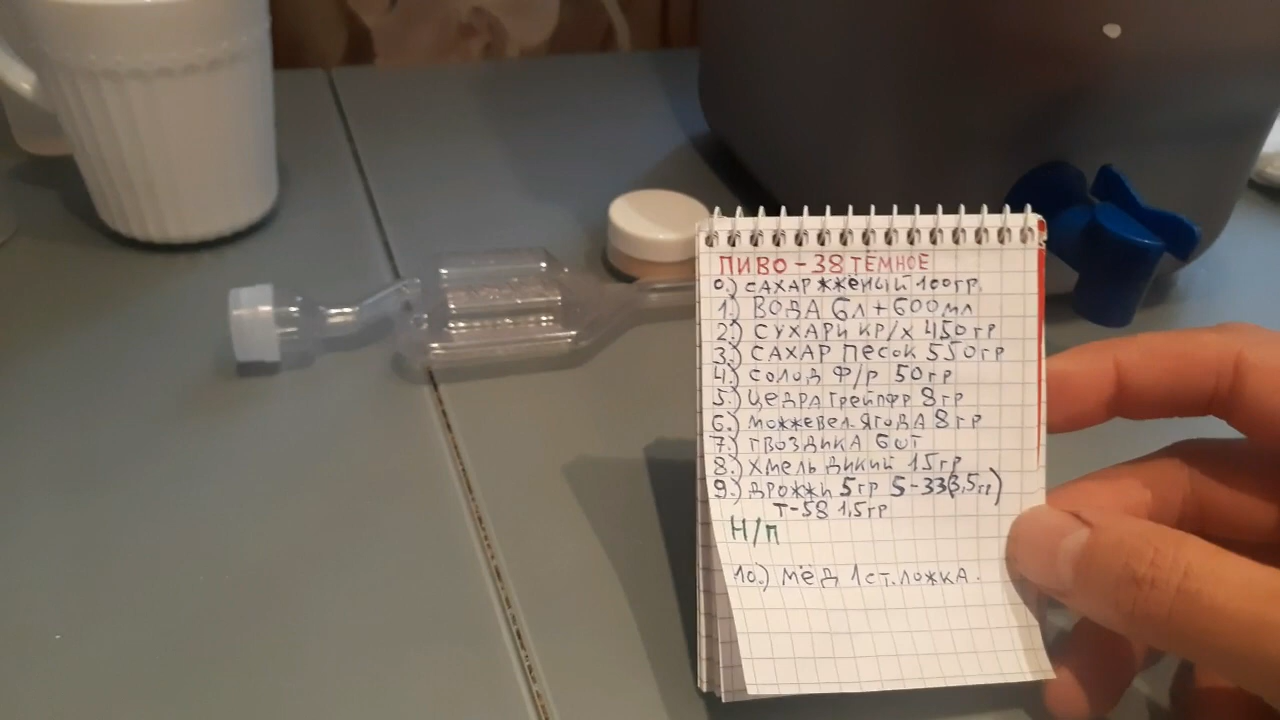 ПИВО - 38 ТЁМНОЕ
0.) САХАР ЖЖЁНЫЙ 100гр.
1.) ВОДА 6л + 600мл
2.) СУХАРИ КР/Х 450гр
3.) САХАР ПЕСОК 550гр
4.) СОЛОД Ф/Р 50гр
5.) ЦЕДРА ГРЕЙПФР 8гр
6.) МОЖЖЕВЕЛ. ЯГОДА 8гр
7.) ГВОЗДИКА 6шт
8.) ХМЕЛЬ ДИКИЙ 15гр
9.) ДРОЖЖИ 5гр S-33(3,5гр)
Т-58 1,5гр
Н/П
10.) МЁД 1 СТ. ЛОЖКА.